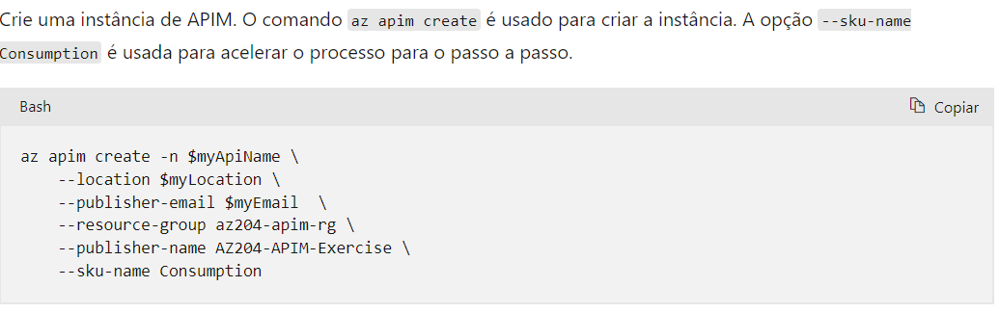 Crie uma instância de APIM. O comando az apim create é usado para criar a instância. A opção --sku-name
Consumption é usada para acelerar o processo para o passo a passo.
Bash
Copiar
az apim create -n $myApiName \
    --location $myLocation \
    --publisher-email $myEmail  \
    --resource-group az204-apim-rg \
    --publisher-name AZ204-APIM-Exercise \
    --sku-name Consumption